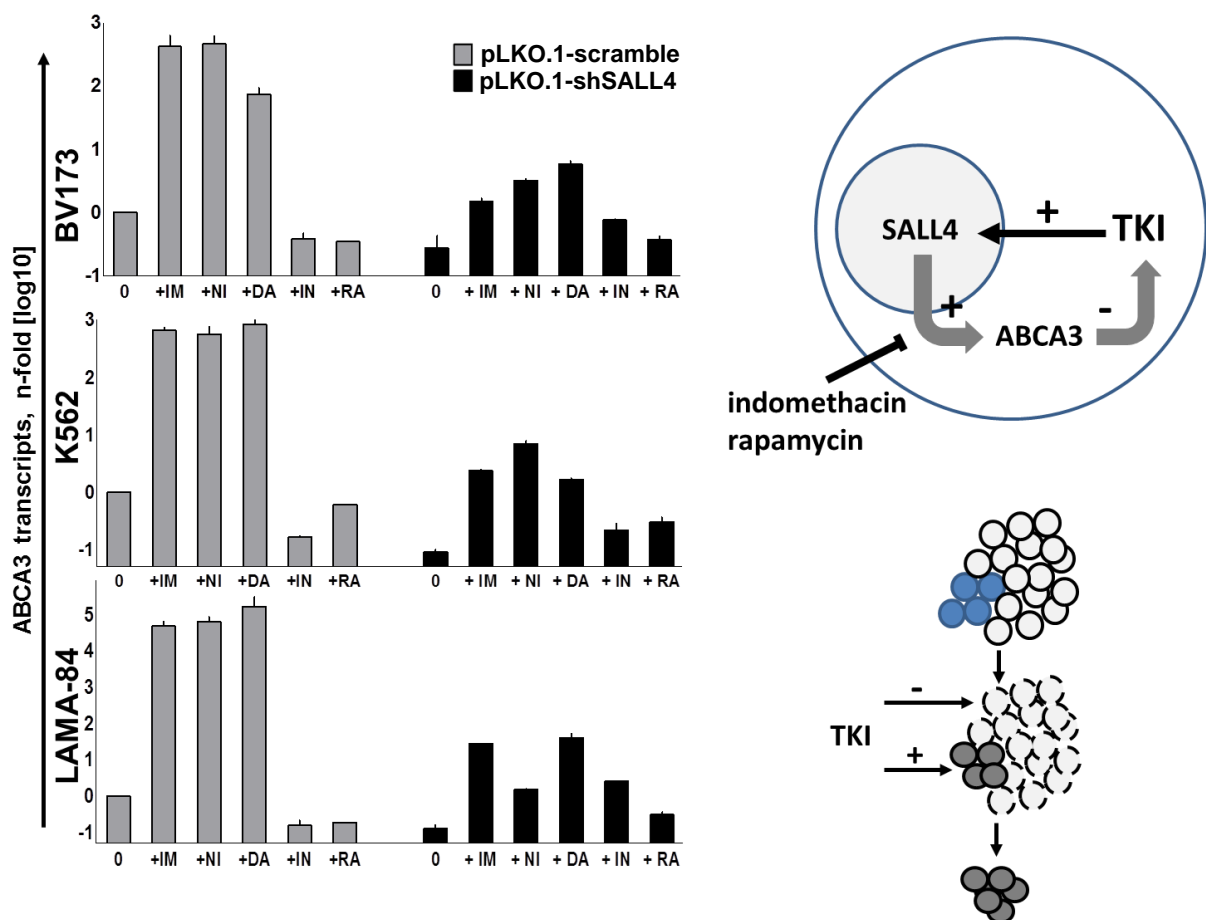 ABCA3 transcripts, n-fold [log10]
pLKO.1-scramble
pLKO.1-shSALL4
BV173
3
2
1
0
-1
0 +IM +NI +DA +IN +RA 0 + IM + NI + DA + IN + RA
K562
3
2
1
0
-1
0 +IM +NI +DA +IN +RA 0 + IM + NI + DA + IN + RA
LAMA-84
5
4
3
2
1
0
-1
0 +IM +NI +DA +IN +RA 0 + IM + NI + DA + IN + RA
SALL4 + TKI
+ ABCA3 -
indomethacin
rapamycin
-
TKI
+